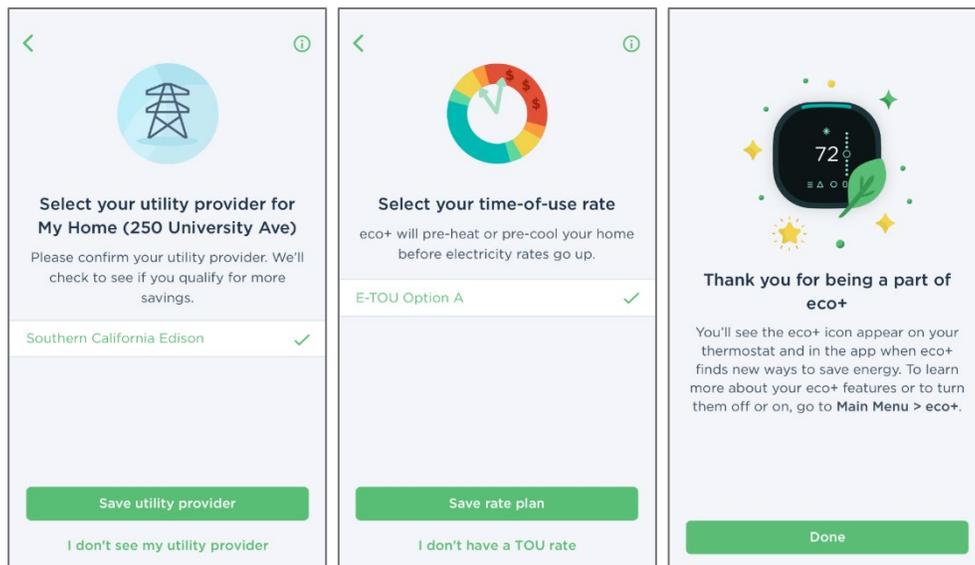 Select your utility provider for
My Home (250 University Ave)
Please confirm your utility provider. We'll
check to see if you qualify for more
savings.
Southern California Edison
Save utility provider
I don't see my utility provider
$ $ $
Select your time-of-use rate
eco+ will pre-heat or pre-cool your home
before electricity rates go up.
E-TOU Option A
Save rate plan
I don't have a TOU rate
72
Thank you for being a part of
eco+
You'll see the eco+ icon appear on your
thermostat and in the app when eco+
finds new ways to save energy. To learn
more about your eco+ features or to turn
them off or on, go to Main Menu > eco+.
Done